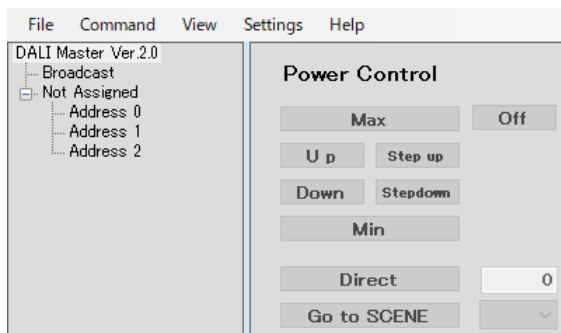 File Command View Settings Help
DALI Master Ver.2.0
Broadcast
Not Assigned
Address 0
Address 1
Address 2
Power Control
Max Off
Up Step up
Down Stepdown
Min
Direct 0
Go to SCENE